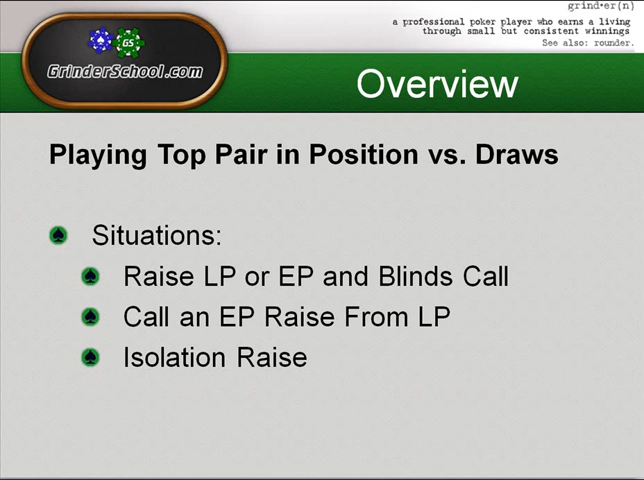 grind•er(n)
a professional poker player who earns a living
through small but consistent winnings
See also: rounder.
GS
GrinderSchool.com
Overview
Playing Top Pair in Position vs. Draws
Situations:
Raise LP or EP and Blinds Call
Call an EP Raise From LP
Isolation Raise